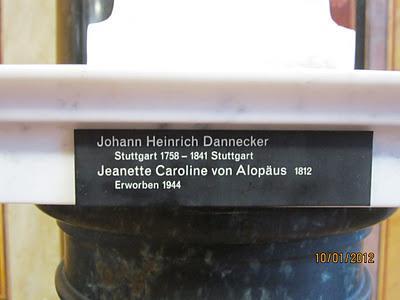 Johann Heinrich Dannecker
Stuttgart 1758 – 1841 Stuttgart
Jeanette Caroline von Alopäus 1812
Erworben 1944
10/01/2012